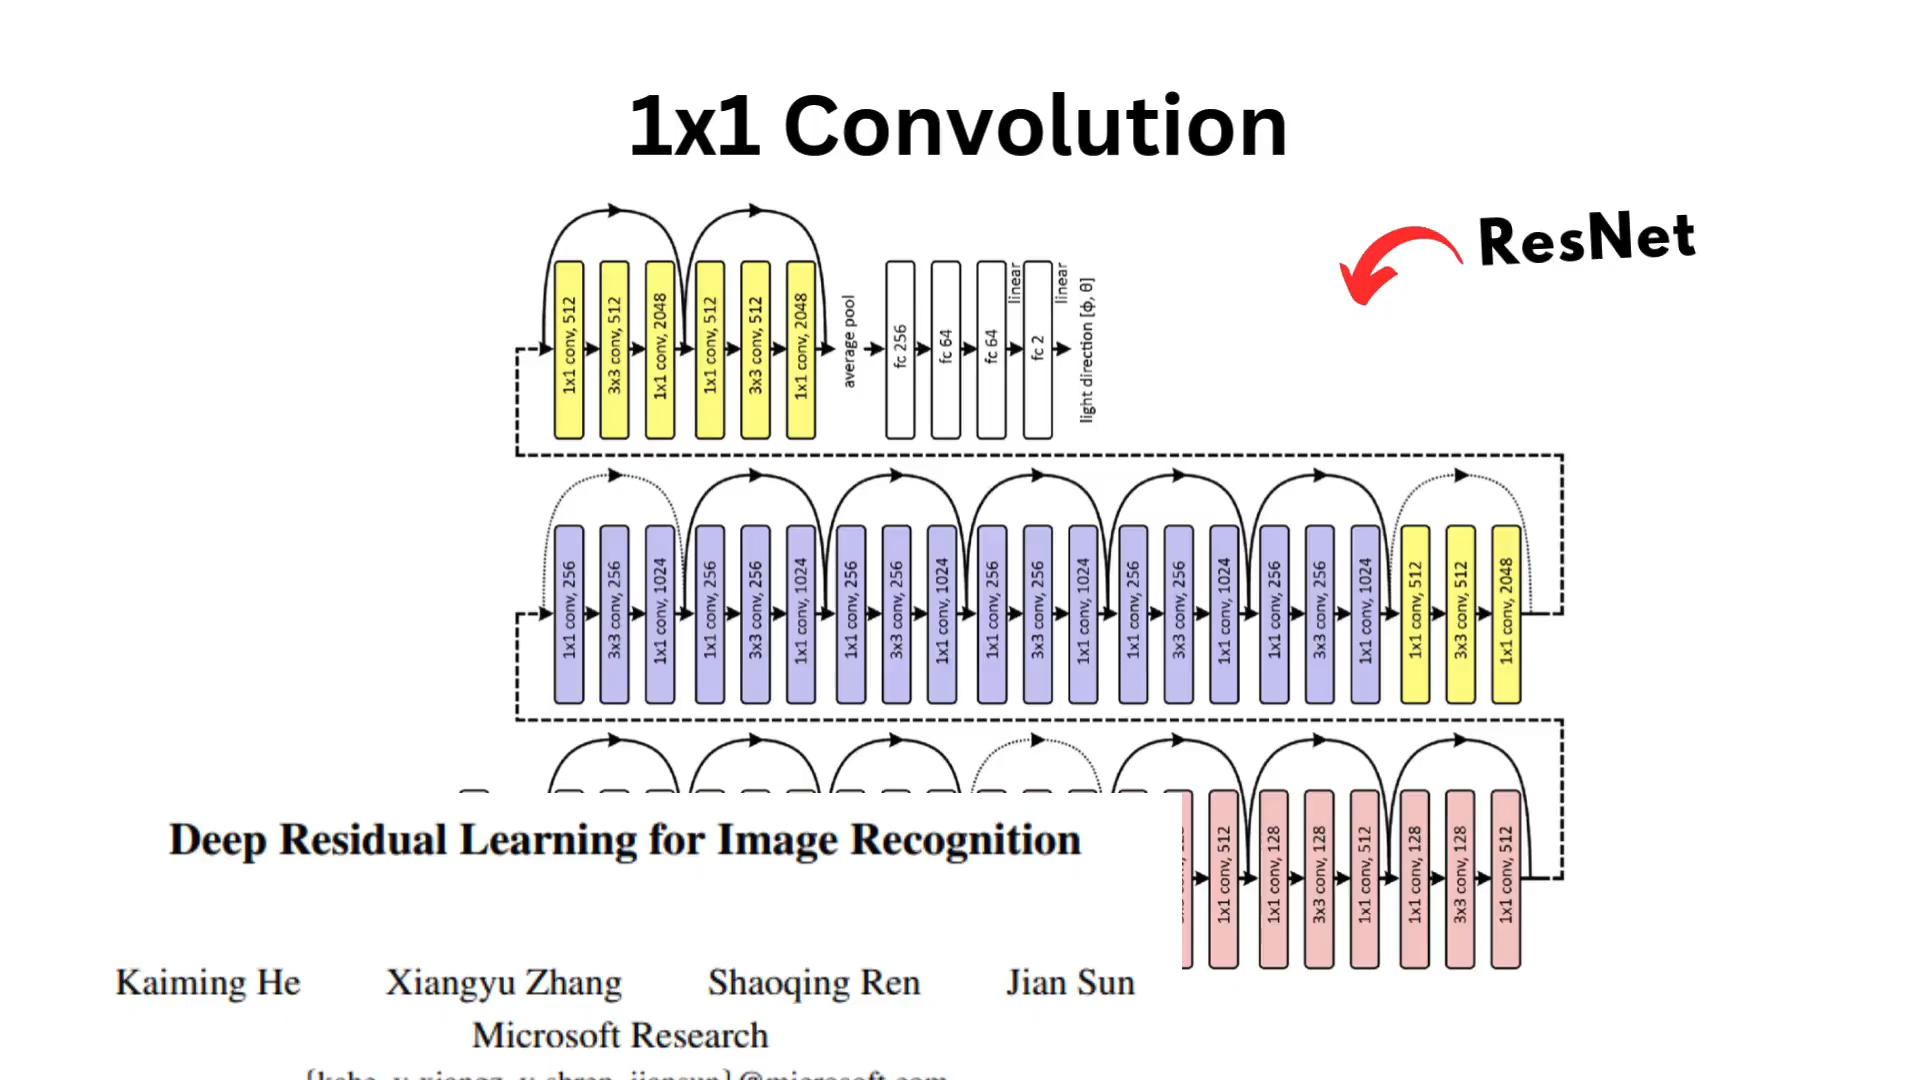 1x1 Convolution
ResNet
1x1 conv, 512
3x3 conv, 512
1x1 conv, 2048
1x1 conv, 512
3x3 conv, 512
1x1 conv, 2048
average pool
fc 256
fc 64
fc 64
linear
fc 2
linear
light direction [ϕ, θ]
1x1 conv, 256
3x3 conv, 256
1x1 conv, 1024
1x1 conv, 256
3x3 conv, 256
1x1 conv, 1024
1x1 conv, 256
3x3 conv, 256
1x1 conv, 1024
1x1 conv, 256
3x3 conv, 256
1x1 conv, 1024
1x1 conv, 256
3x3 conv, 256
1x1 conv, 1024
1x1 conv, 256
3x3 conv, 256
1x1 conv, 1024
1x1 conv, 512
3x3 conv, 512
1x1 conv, 2048
1x1 conv, 512
1x1 conv, 128
3x3 conv, 128
1x1 conv, 512
1x1 conv, 128
3x3 conv, 128
1x1 conv, 512
Deep Residual Learning for Image Recognition
Kaiming He Xiangyu Zhang Shaoqing Ren Jian Sun
Microsoft Research